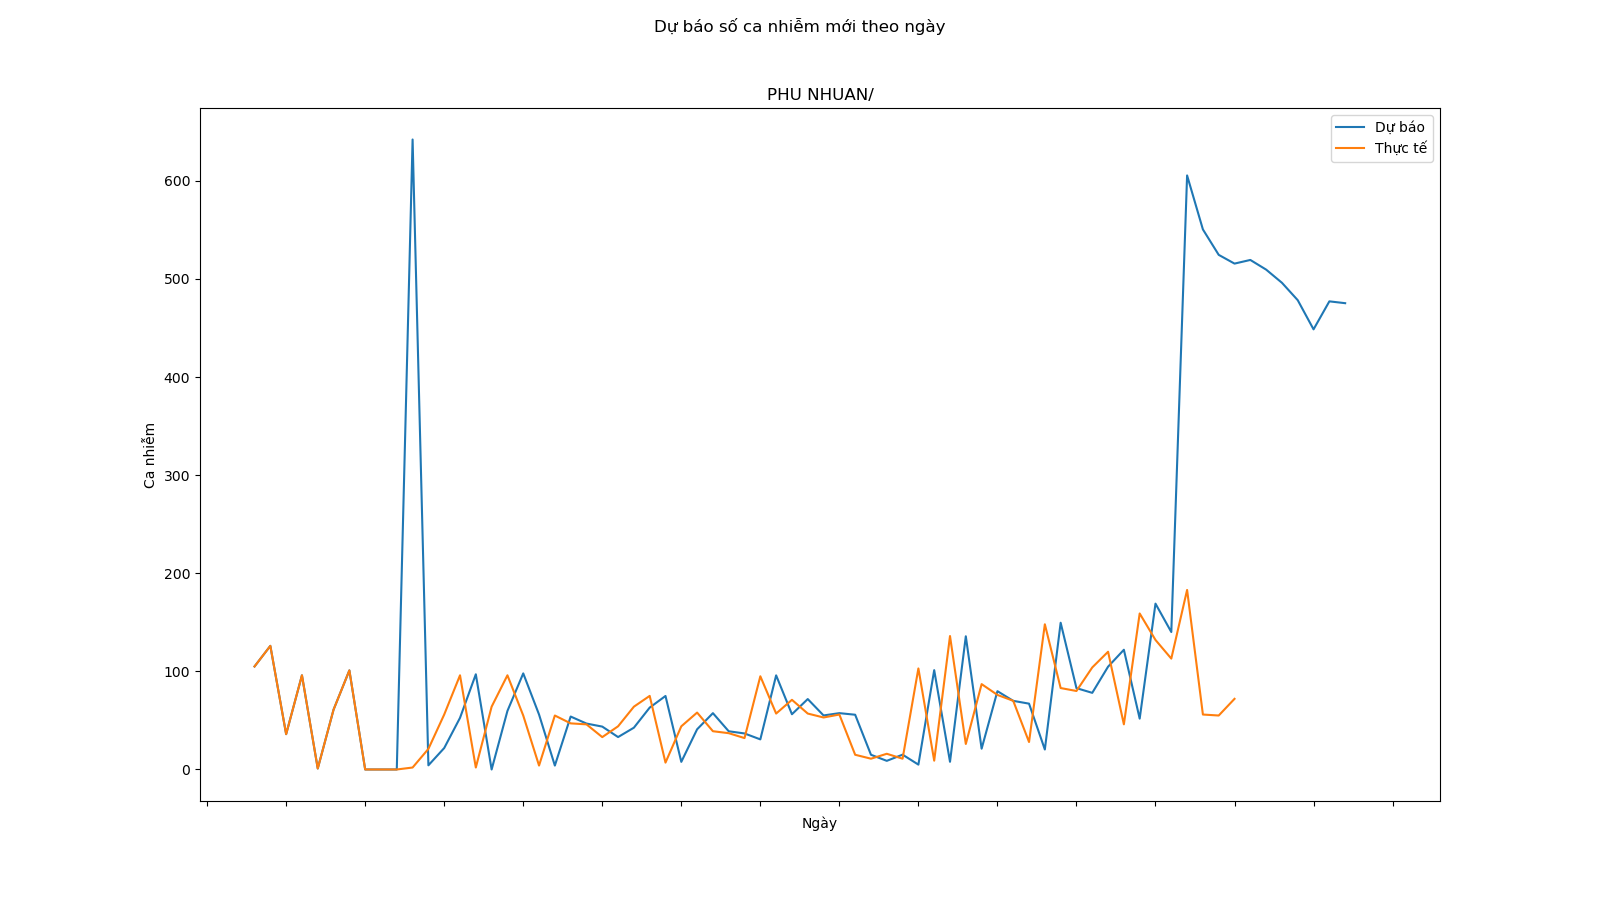 Dự báo số ca nhiễm mới theo ngày
PHU NHUAN/
Dự báo
Thực tế
600
500
400
300
200
100
0
Ca nhiễm
Ngày